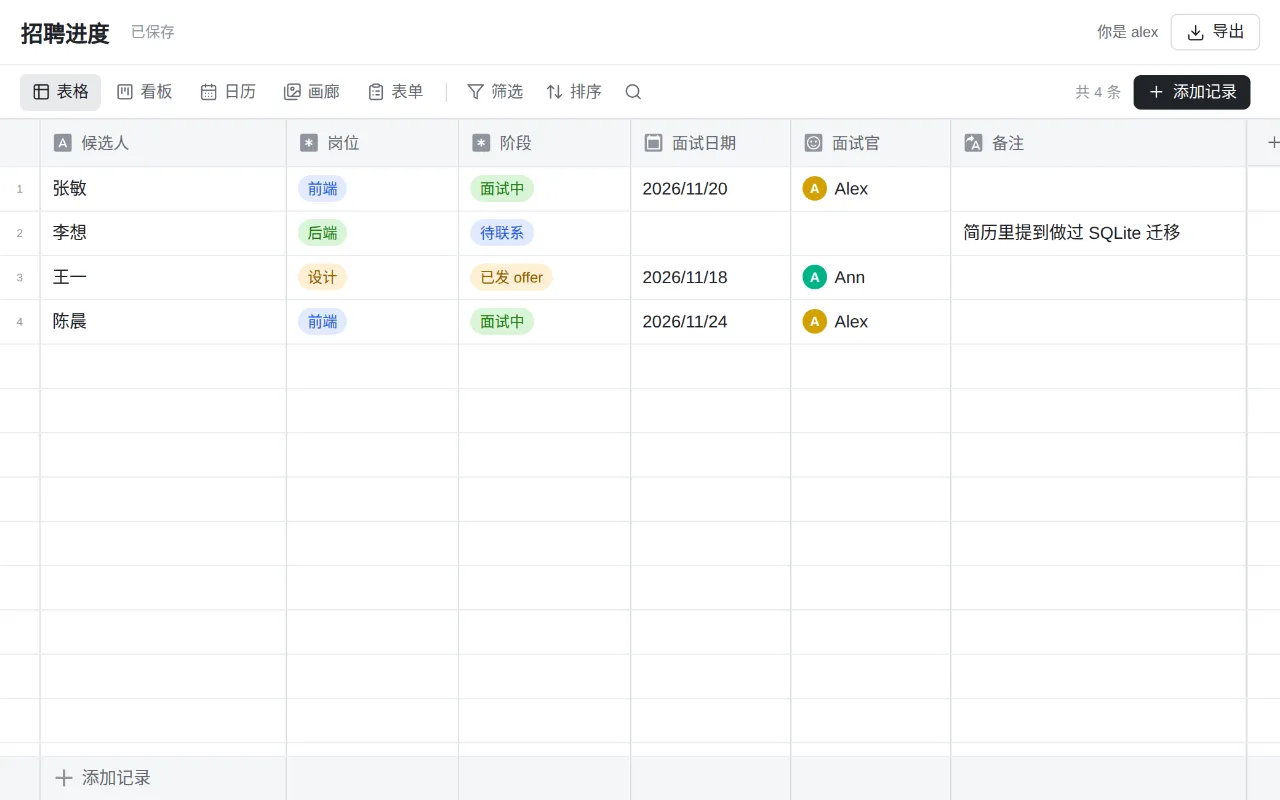 招聘进度 已保存 你是 alex 导出
表格 看板 日历 画廊 表单 筛选 排序 共 4 条 添加记录
候选人 岗位 阶段 面试日期 面试官 备注
1 张敏 前端 面试中 2026/11/20 A Alex
2 李想 后端 待联系 简历里提到做过 SQLite 迁移
3 王一 设计 已发 offer 2026/11/18 A Ann
4 陈晨 前端 面试中 2026/11/24 A Alex
添加记录